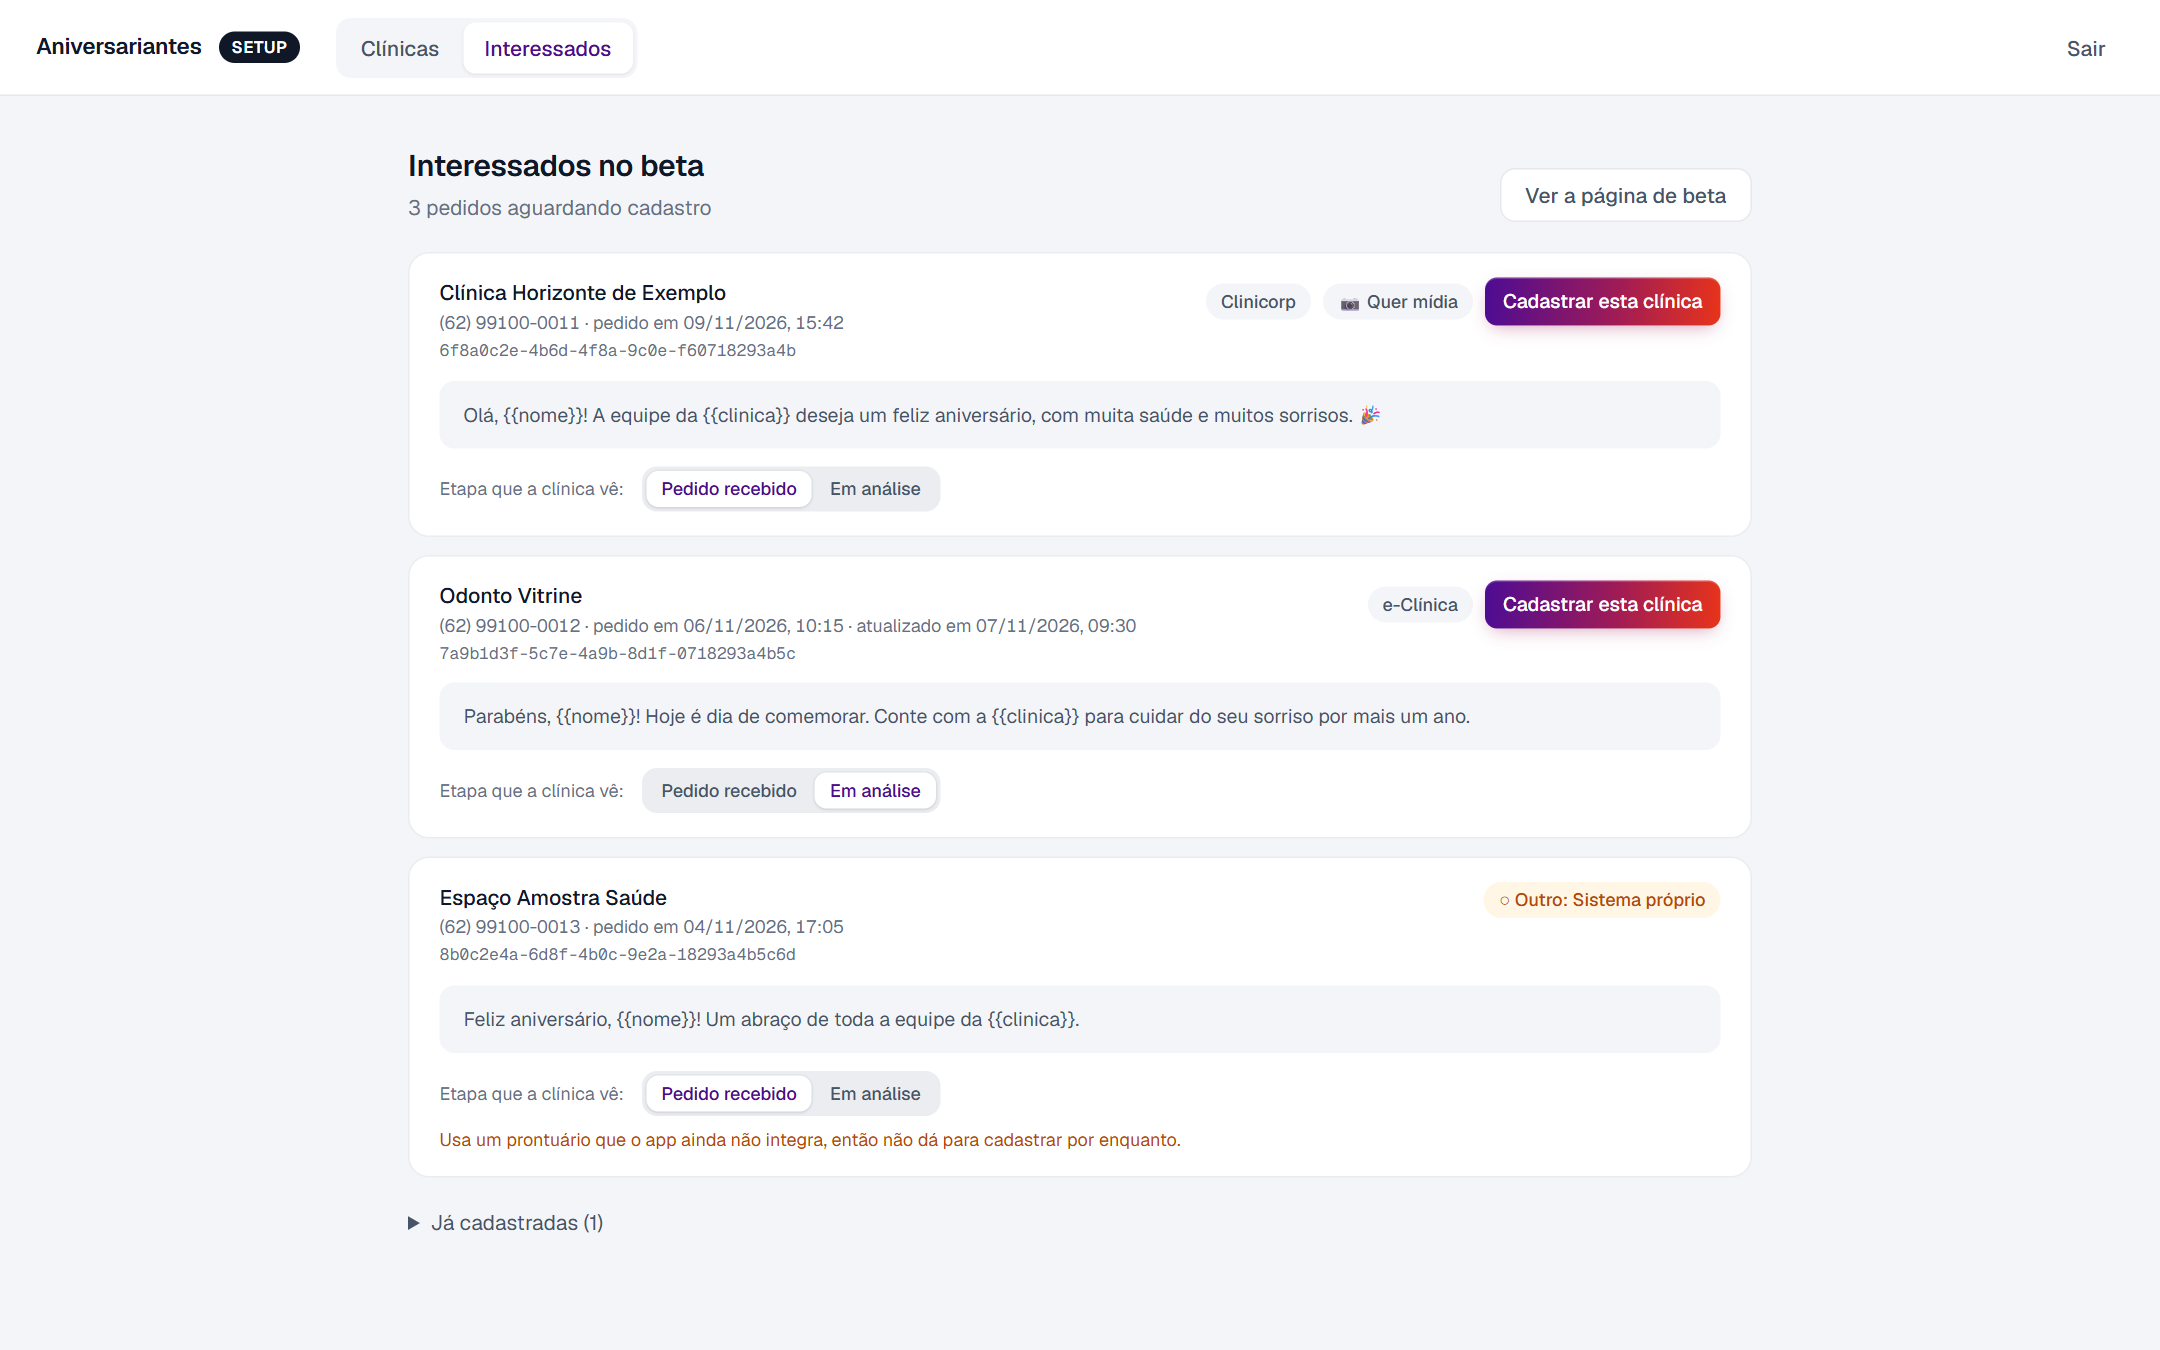 Aniversariantes SETUP Clínicas Interessados Sair
Interessados no beta
3 pedidos aguardando cadastro
Ver a página de beta
Clínica Horizonte de Exemplo
(62) 99100-0011 · pedido em 09/11/2026, 15:42
6f8a0c2e-4b6d-4f8a-9c0e-f60718293a4b
Clinicorp 📷 Quer mídia Cadastrar esta clínica
Olá, {{nome}}! A equipe da {{clinica}} deseja um feliz aniversário, com muita saúde e muitos sorrisos. 🎉
Etapa que a clínica vê: Pedido recebido Em análise
Odonto Vitrine
(62) 99100-0012 · pedido em 06/11/2026, 10:15 · atualizado em 07/11/2026, 09:30
7a9b1d3f-5c7e-4a9b-8d1f-0718293a4b5c
e-Clínica Cadastrar esta clínica
Parabéns, {{nome}}! Hoje é dia de comemorar. Conte com a {{clinica}} para cuidar do seu sorriso por mais um ano.
Etapa que a clínica vê: Pedido recebido Em análise
Espaço Amostra Saúde
(62) 99100-0013 · pedido em 04/11/2026, 17:05
8b0c2e4a-6d8f-4b0c-9e2a-18293a4b5c6d
○ Outro: Sistema próprio
Feliz aniversário, {{nome}}! Um abraço de toda a equipe da {{clinica}}.
Etapa que a clínica vê: Pedido recebido Em análise
Usa um prontuário que o app ainda não integra, então não dá para cadastrar por enquanto.
▶ Já cadastradas (1)